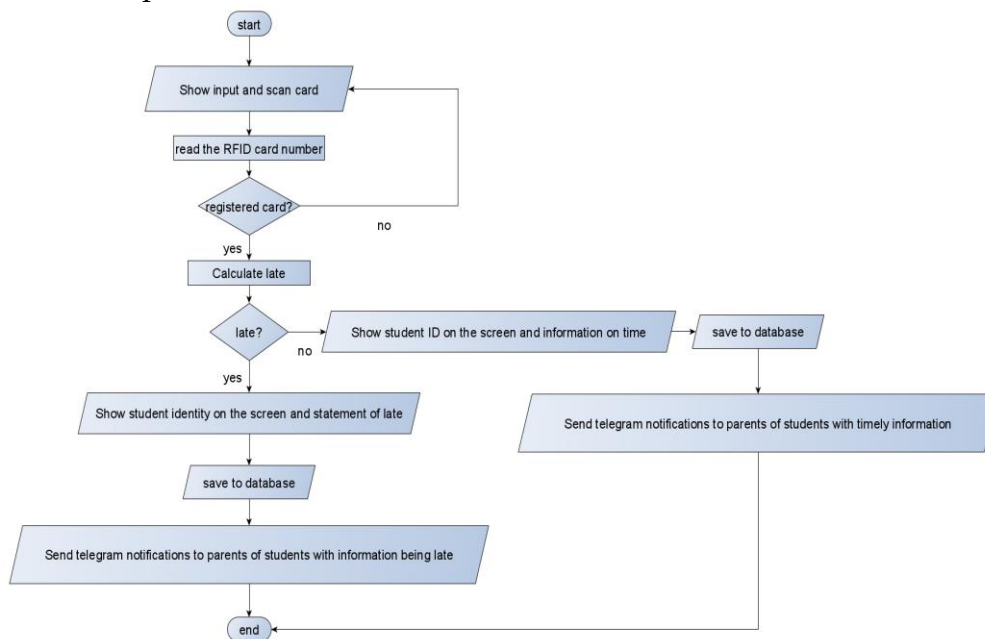 start
Show input and scan card
read the RFID card number
registered card?
no
yes
Calculate late
late?
no
Show student ID on the screen and information on time
save to database
yes
Show student identity on the screen and statement of late
Send telegram notifications to parents of students with timely information
save to database
Send telegram notifications to parents of students with information being late
end